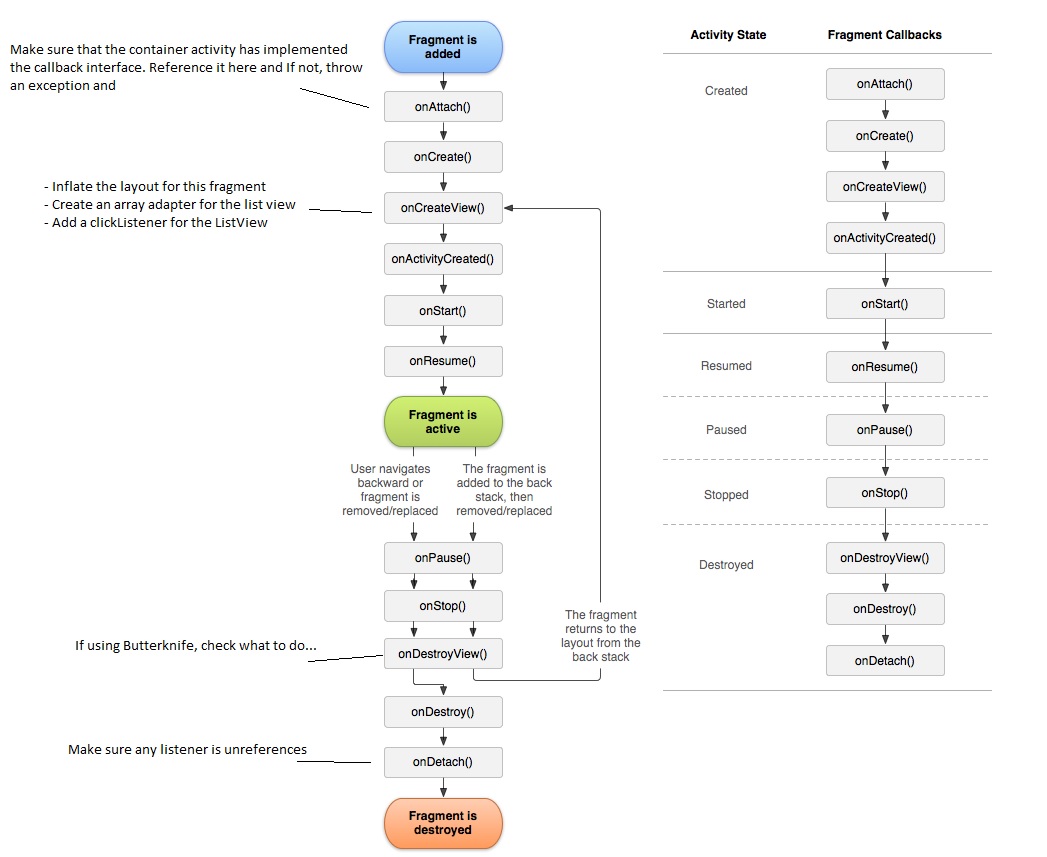 Fragment is
added
Make sure that the container activity has implemented
the callback interface. Reference it here and If not, throw
an exception and
onAttach()
onCreate()
- Inflate the layout for this fragment
- Create an array adapter for the list view
- Add a clickListener for the ListView
onCreateView()
onActivityCreated()
onStart()
onResume()
Fragment is
active
User navigates
backward or
fragment is
removed/replaced
The fragment is
added to the back
stack, then
removed/replaced
onPause()
onStop()
The fragment
returns to the
layout from the
back stack
If using Butterknife, check what to do...
onDestroyView()
onDestroy()
Make sure any listener is unreferences
onDetach()
Fragment is
destroyed
Activity State
Fragment Callbacks
Created
onAttach()
onCreate()
onCreateView()
onActivityCreated()
Started
onStart()
Resumed
onResume()
Paused
onPause()
Stopped
onStop()
Destroyed
onDestroyView()
onDestroy()
onDetach()